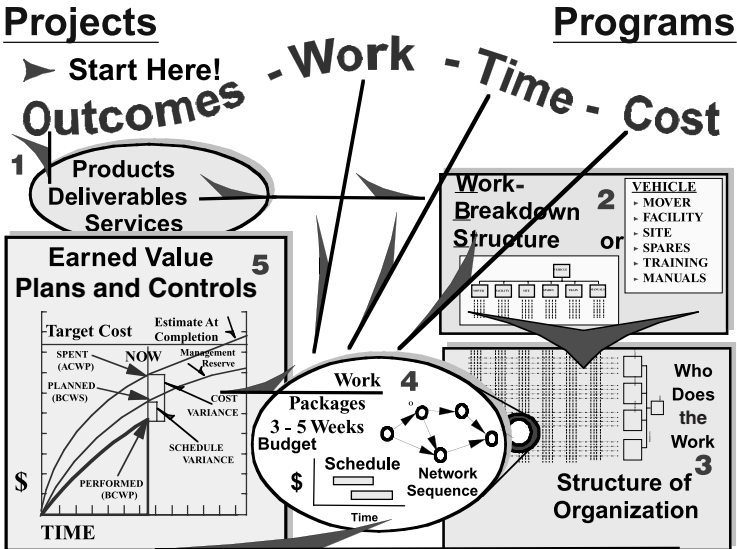 Projects
Programs
Start Here!
Outcomes - Work - Time - Cost
1
Products
Deliverables
Services
Work-
Breakdown
Structure or
2
VEHICLE
MOVER
FACILITY
SITE
SPARES
TRAINING
MANUALS
VEHICLE
Earned Value
Plans and Controls
5
Target Cost
Estimate At
Completion
SPENT
(ACWP)
NOW
Management
Reserve
PLANNED
(BCWS)
COST
VARIANCE
SCHEDULE
VARIANCE
PERFORMED
(BCWP)
$
TIME
Work
Packages
3 - 5 Weeks
4
Budget
Schedule
$
Time
Network
Sequence
Who
Does
the
Work
3
Structure of
Organization